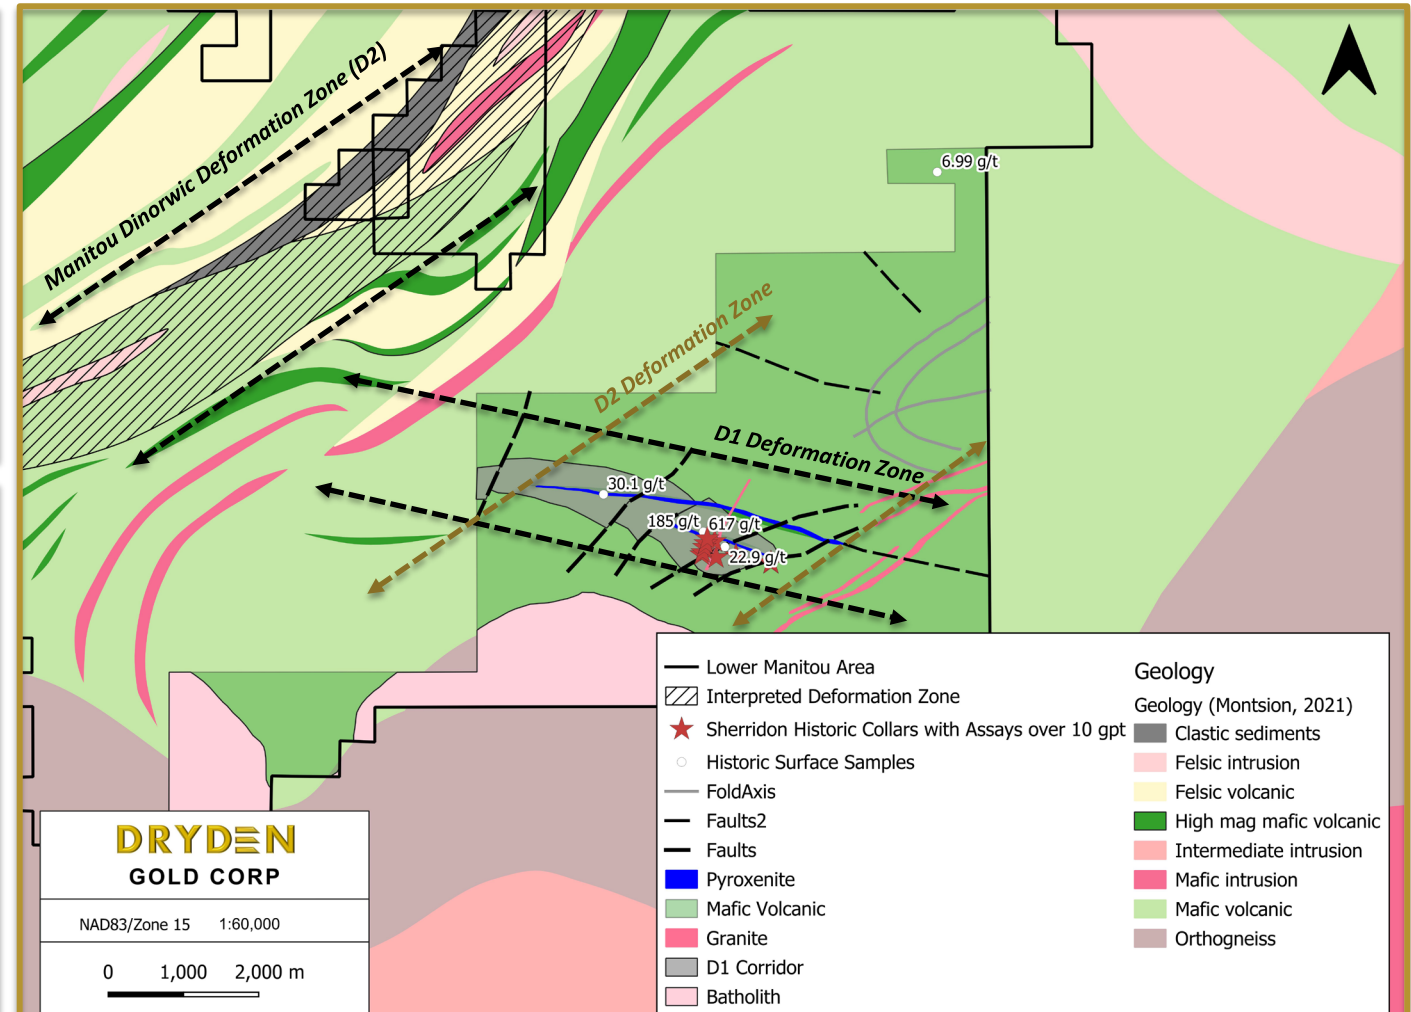 Manitou Dinorwic Deformation Zone (D2)
6.99 g/t
D2 Deformation Zone
D1 Deformation Zone
30.1 g/t
185 g/t
617 g/t
22.9 g/t
Lower Manitou Area
Interpreted Deformation Zone
Sherridon Historic Collars with Assays over 10 gpt
Historic Surface Samples
FoldAxis
Faults2
Faults
Pyroxenite
Mafic Volcanic
Granite
D1 Corridor
Batholith
Geology
Geology (Montsion, 2021)
Clastic sediments
Felsic intrusion
Felsic volcanic
High mag mafic volcanic
Intermediate intrusion
Mafic intrusion
Mafic volcanic
Orthogneiss
DRYDEN
GOLD CORP
NAD83/Zone 15 1:60,000
0 1,000 2,000 m